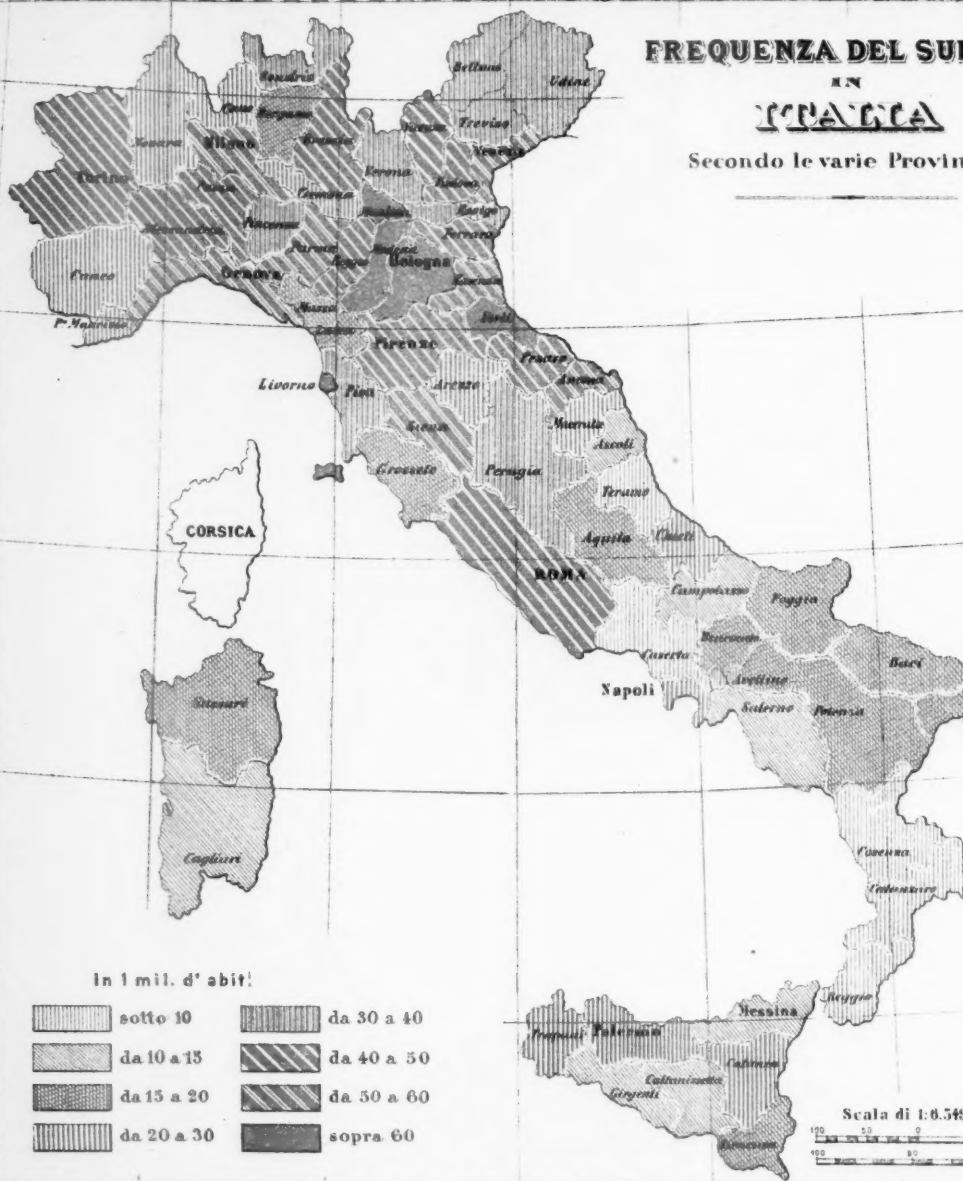 FREQUENZA DEL SUI
IN
ITALIA
Secondo le varie Provin
Belluno
Udine
Sondrio
Como
Bergamo
Treviso
Novara
Milano
Brescia
Vicenza
Venezia
Verona
Torino
Pavia
Cremona
Padova
Mantova
Rovigo
Alessandria
Piacenza
Parma
Ferrara
Modena
Reggio
Bologna
Cuneo
Genova
Ravenna
Massa
Pto Maurizio
Lucca
Forlì
Firenze
Pesaro
Livorno
Pisa
Arezzo
Ancona
Siena
Macerata
Ascoli
Grosseto
Perugia
Teramo
CORSICA
Aquila
Chieti
ROMA
Campobasso
Foggia
Benevento
Caserta
Bari
Napoli
Avellino
Salerno
Potenza
Sassari
Cagliari
Cosenza
Catanzaro
Reggio
Messina
Trapani
Palermo
Catania
Caltanisetta
Girgenti
Siracusa
In 1 mil. d' abit!
sotto 10
da 30 a 40
da 10 a 15
da 40 a 50
da 15 a 20
da 50 a 60
da 20 a 30
sopra 60
Scala di 1:6.549